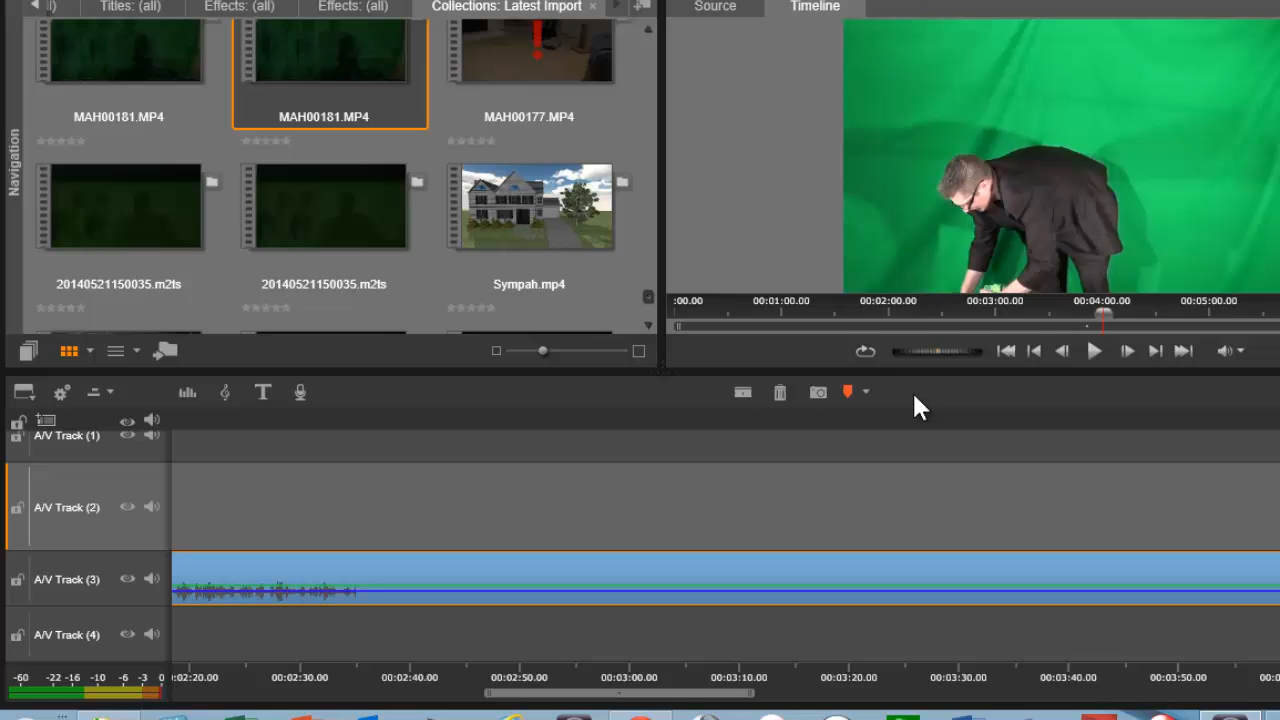 Titles: (all) Effects: (all) Effects: (all) Collections: Latest Import
Source Timeline
MAH00181.MP4 MAH00181.MP4 MAH00177.MP4
Navigation
20140521150035.m2ts 20140521150035.m2ts Sympah.mp4
:00.00 00:01:00.00 00:02:00.00 00:03:00.00 00:04:00.00 00:05:00.00
A/V Track (1)
A/V Track (2)
A/V Track (3)
A/V Track (4)
-60 -22 -16 -10 -6 -3 0
:02:20.00 00:02:30.00 00:02:40.00 00:02:50.00 00:03:00.00 00:03:10.00 00:03:20.00 00:03:30.00 00:03:40.00 00:03:50.00 00:0